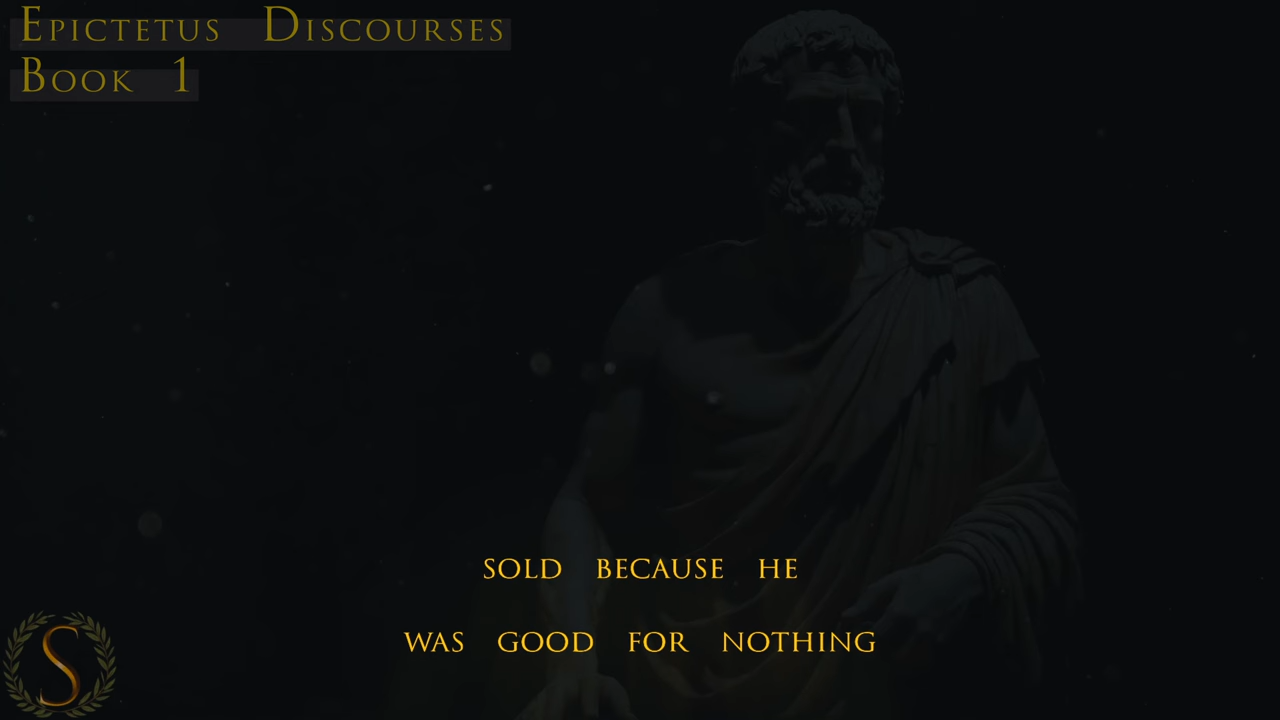 Epictetus Discourses
Book 1
SOLD BECAUSE HE
WAS GOOD FOR NOTHING
S